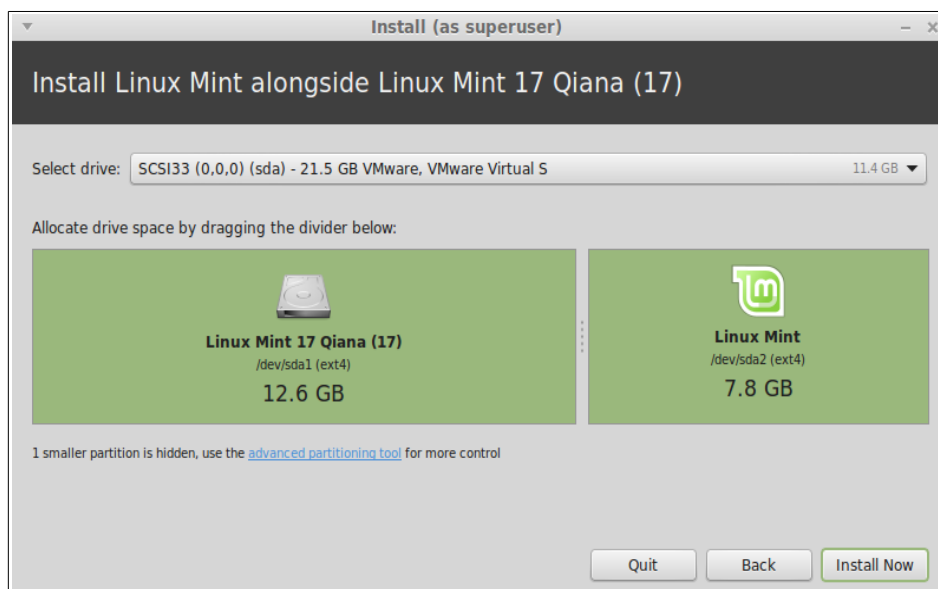 Install (as superuser)
Install Linux Mint alongside Linux Mint 17 Qiana (17)
Select drive: SCSI33 (0,0,0) (sda) - 21.5 GB VMware, VMware Virtual S 11.4 GB
Allocate drive space by dragging the divider below:
Linux Mint 17 Qiana (17)
/dev/sda1 (ext4)
12.6 GB
Linux Mint
/dev/sda2 (ext4)
7.8 GB
1 smaller partition is hidden, use the advanced partitioning tool for more control
Quit Back Install Now